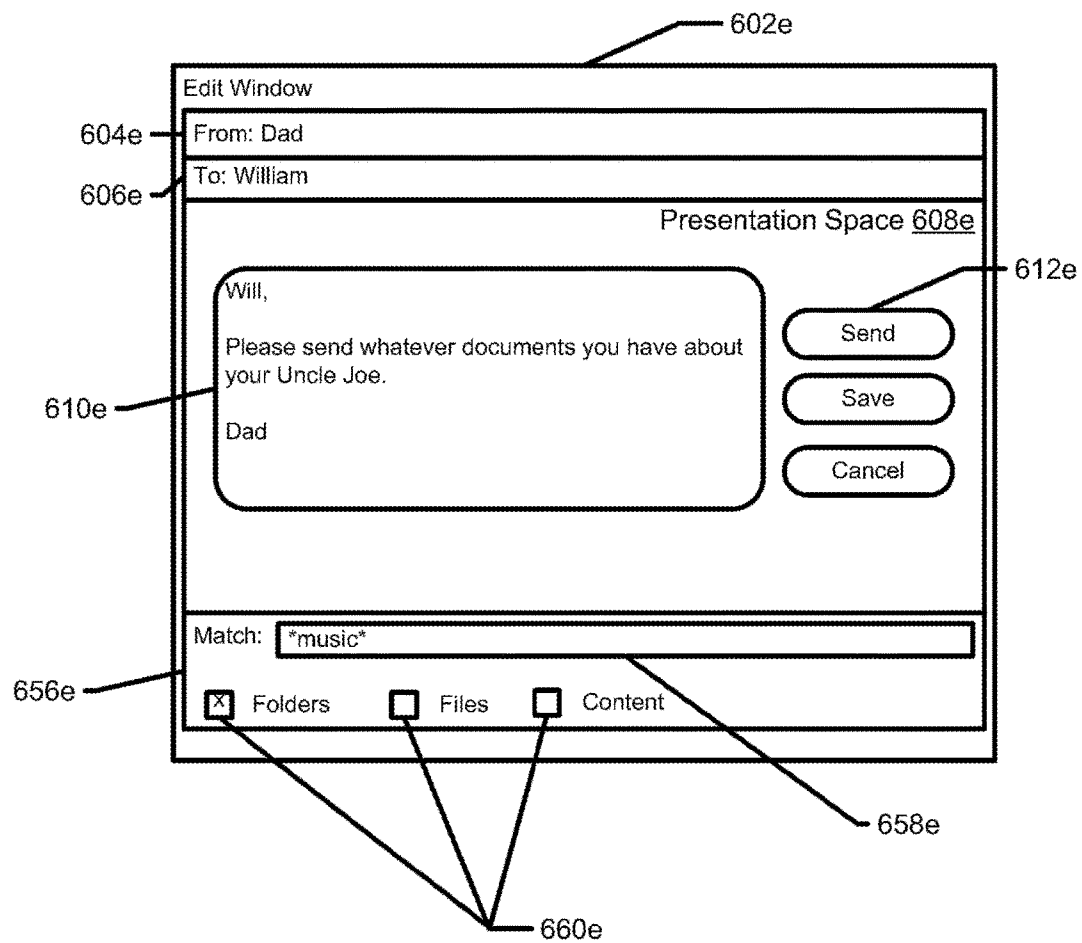 602e
Edit Window
604e
From: Dad
606e
To: William
Presentation Space 608e
612e
Will,
Please send whatever documents you have about
your Uncle Joe.
Dad
610e
Send
Save
Cancel
Match: *music*
656e
x Folders Files Content
658e
660e